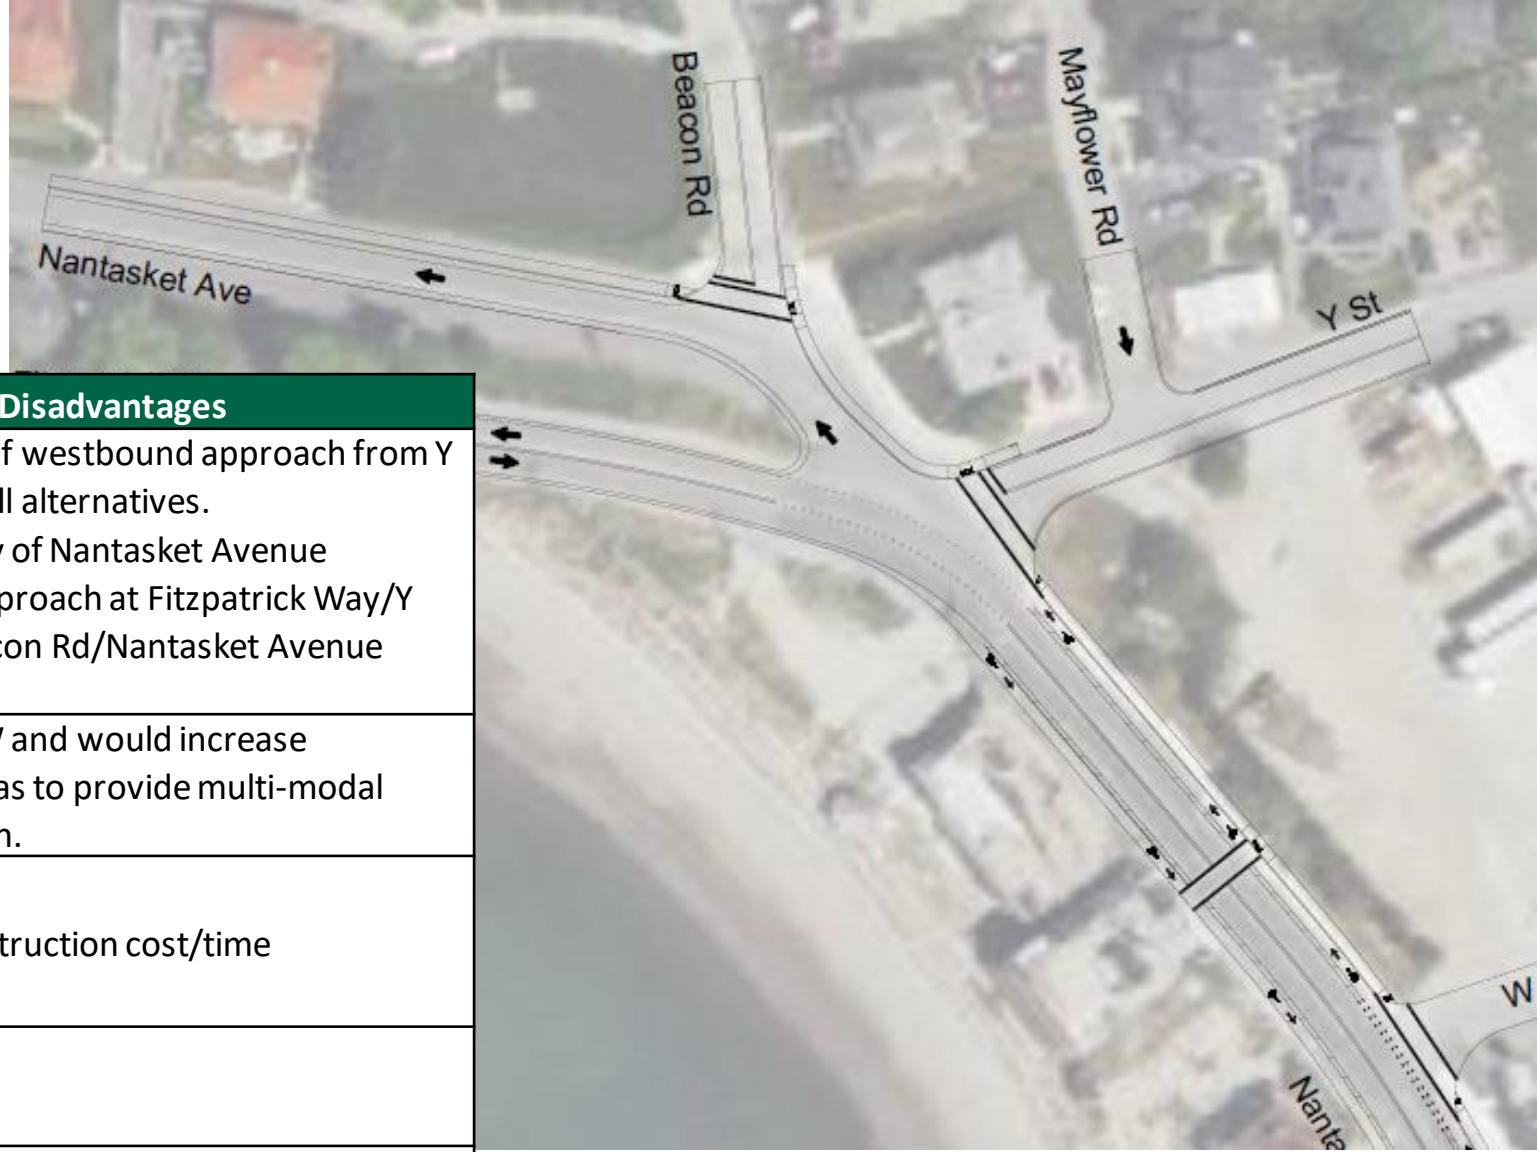 Beacon Rd
Mayflower Rd
Nantasket Ave
Y St
Disadvantages
f westbound approach from Y
ll alternatives.
y of Nantasket Avenue
proach at Fitzpatrick Way/Y
con Rd/Nantasket Avenue
and would increase
as to provide multi-modal
n.
truction cost/time
W
Nanta